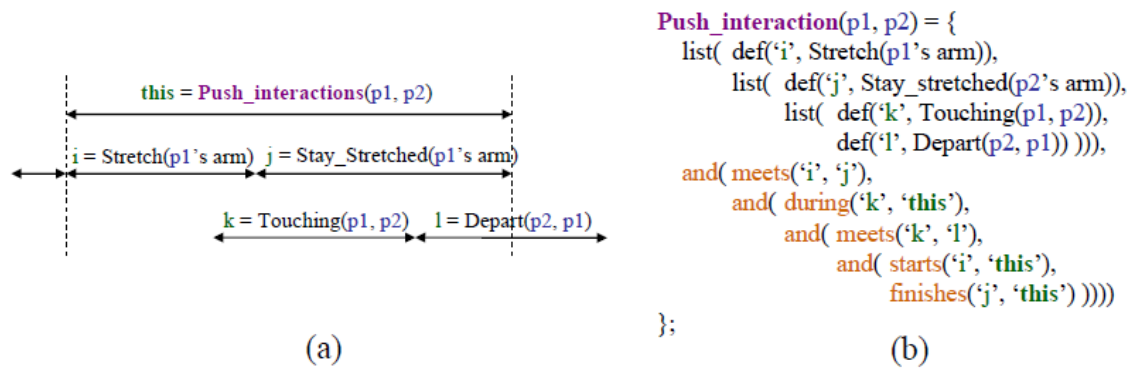 this = Push_interactions(p1, p2)
i = Stretch(p1's arm) j = Stay_Stretched(p1's arm)
k = Touching(p1, p2) l = Depart(p2, p1)
(a)
Push_interaction(p1, p2) = {
list( def(‘i’, Stretch(p1's arm)),
list( def(‘j’, Stay_stretched(p2's arm)),
list( def(‘k’, Touching(p1, p2)),
def(‘l’, Depart(p2, p1)) ))),
and( meets(‘i’, ‘j’),
and( during(‘k’, ‘this’),
and( meets(‘k’, ‘l’),
and( starts(‘i’, ‘this’),
finishes(‘j’, ‘this’) ))))
};
(b)